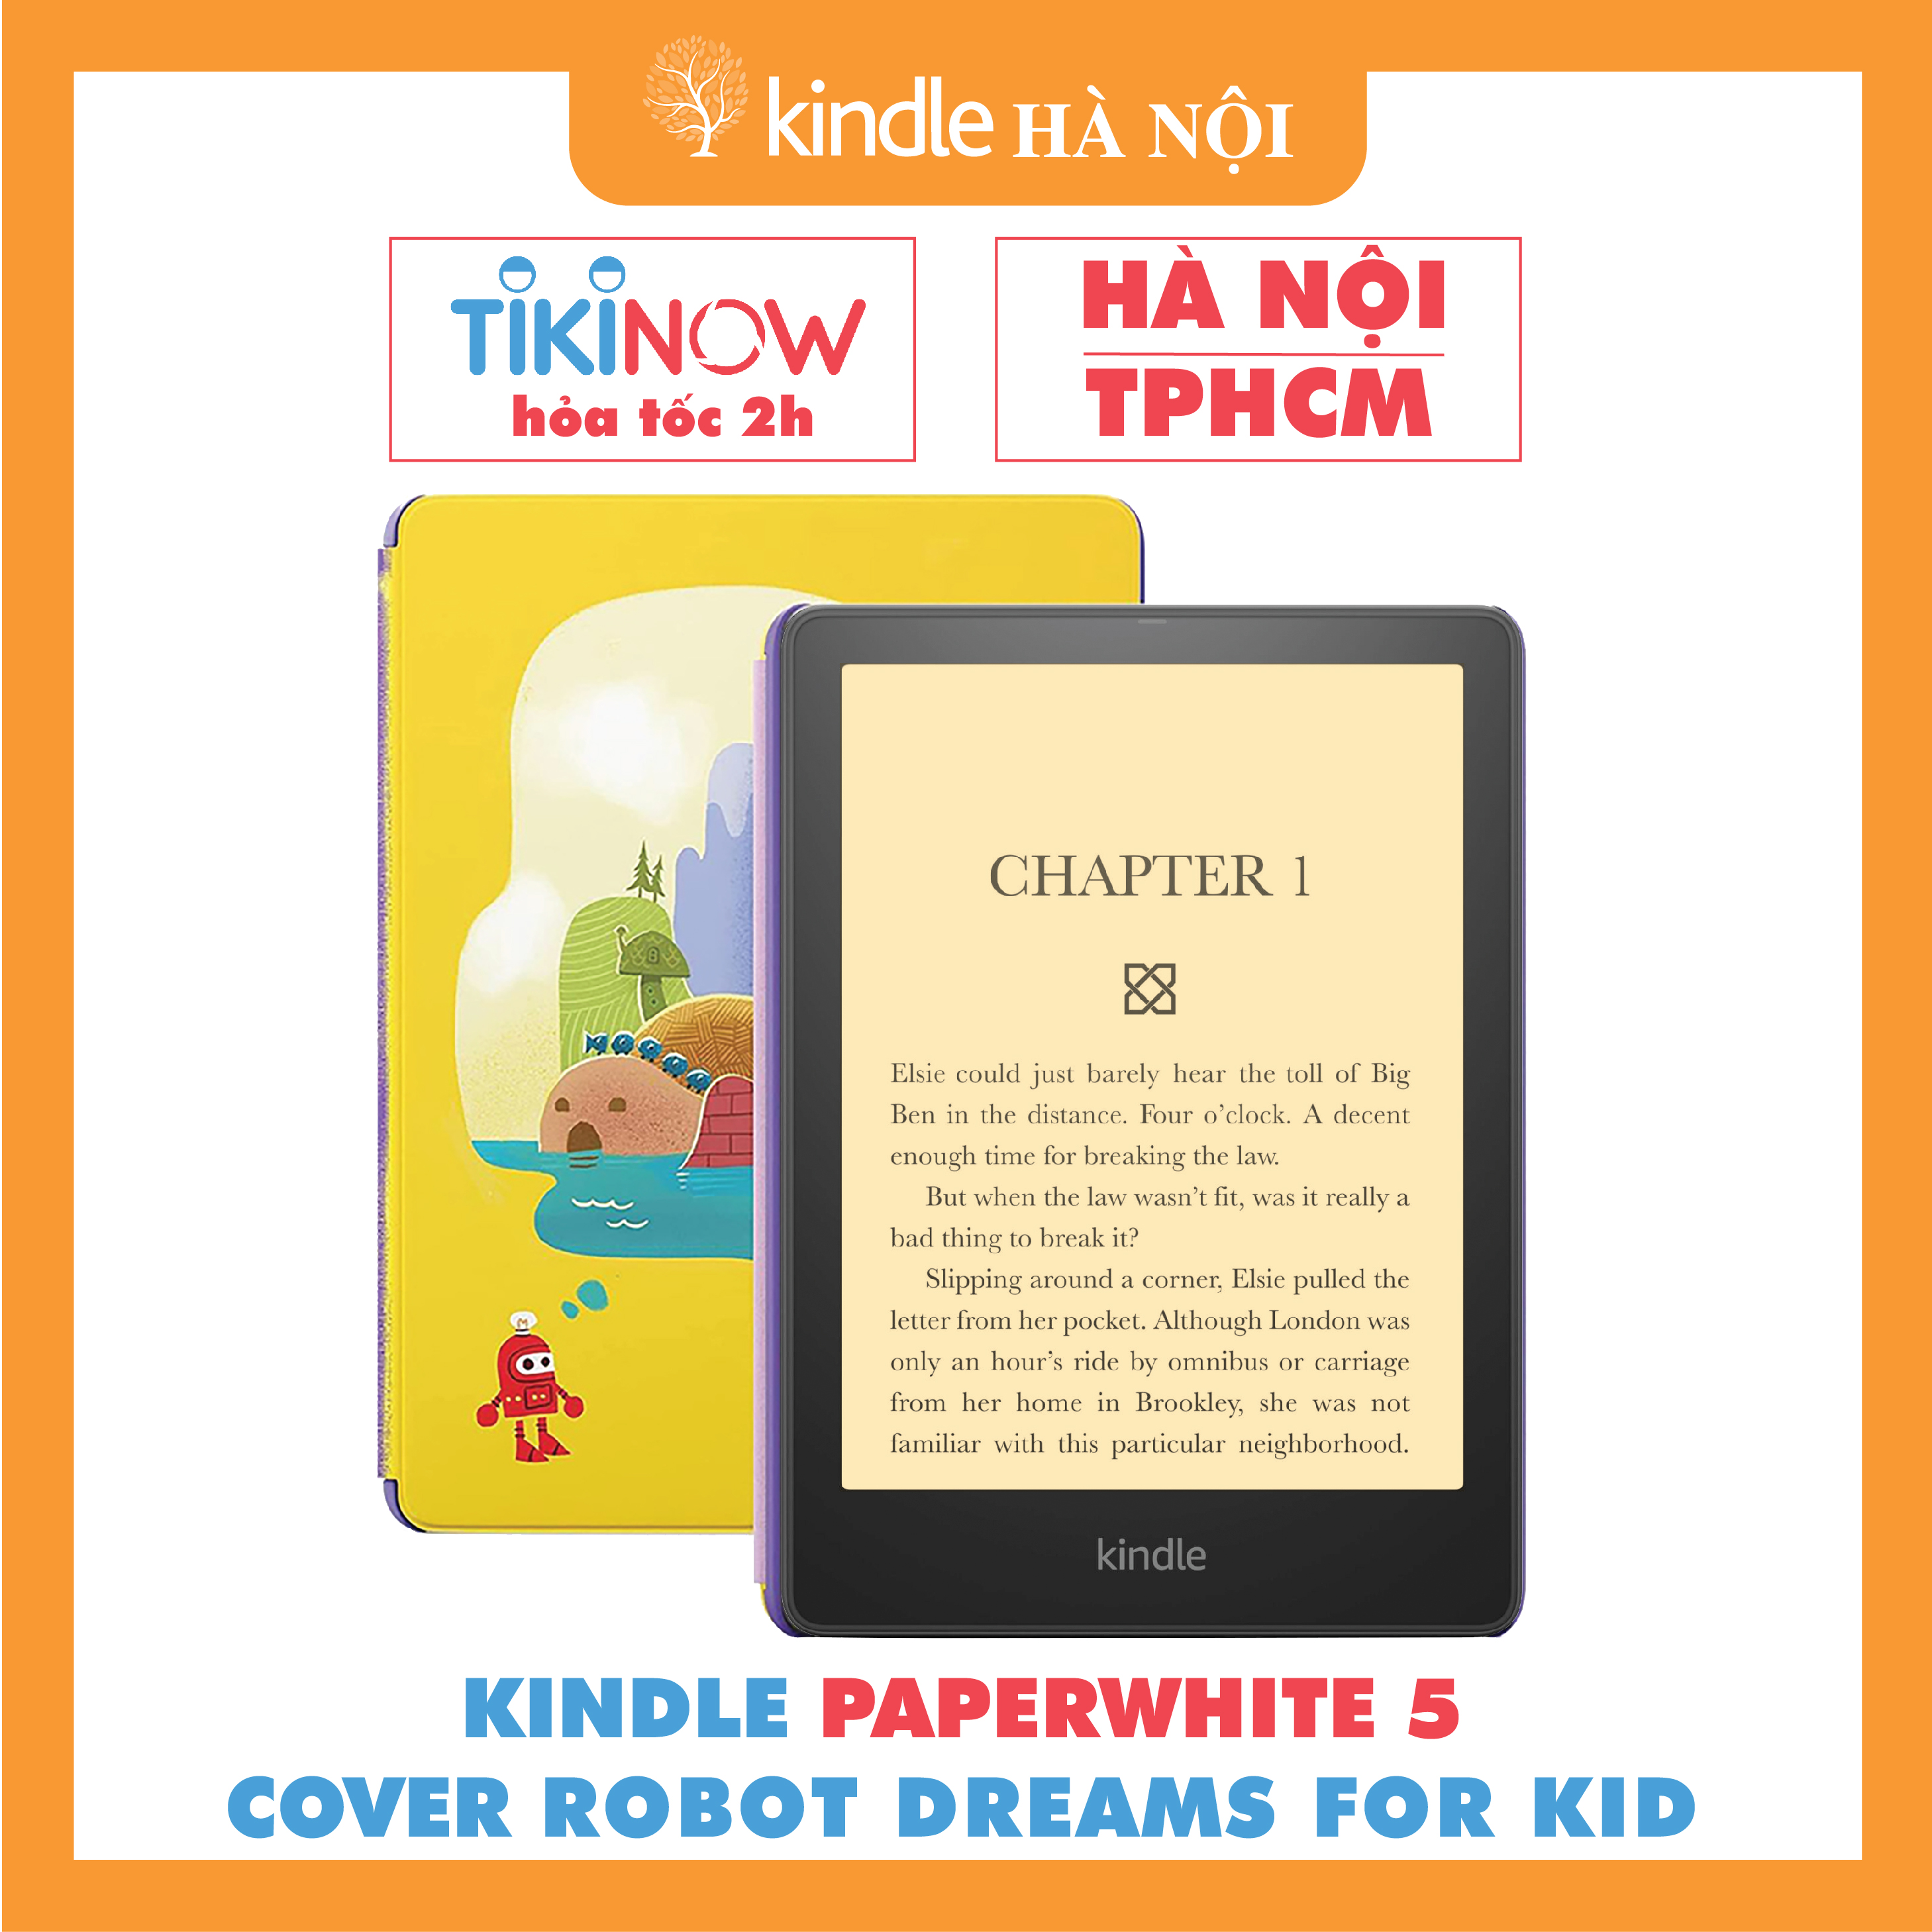 kindle HÀ NỘI
TIKINOW
hỏa tốc 2h
HÀ NỘI
TPHCM
CHAPTER 1
Elsie could just barely hear the toll of Big
Ben in the distance. Four o’clock. A decent
enough time for breaking the law.
But when the law wasn’t fit, was it really a
bad thing to break it?
Slipping around a corner, Elsie pulled the
letter from her pocket. Although London was
only an hour’s ride by omnibus or carriage
from her home in Brookley, she was not
familiar with this particular neighborhood.
kindle
KINDLE PAPERWHITE 5
COVER ROBOT DREAMS FOR KID